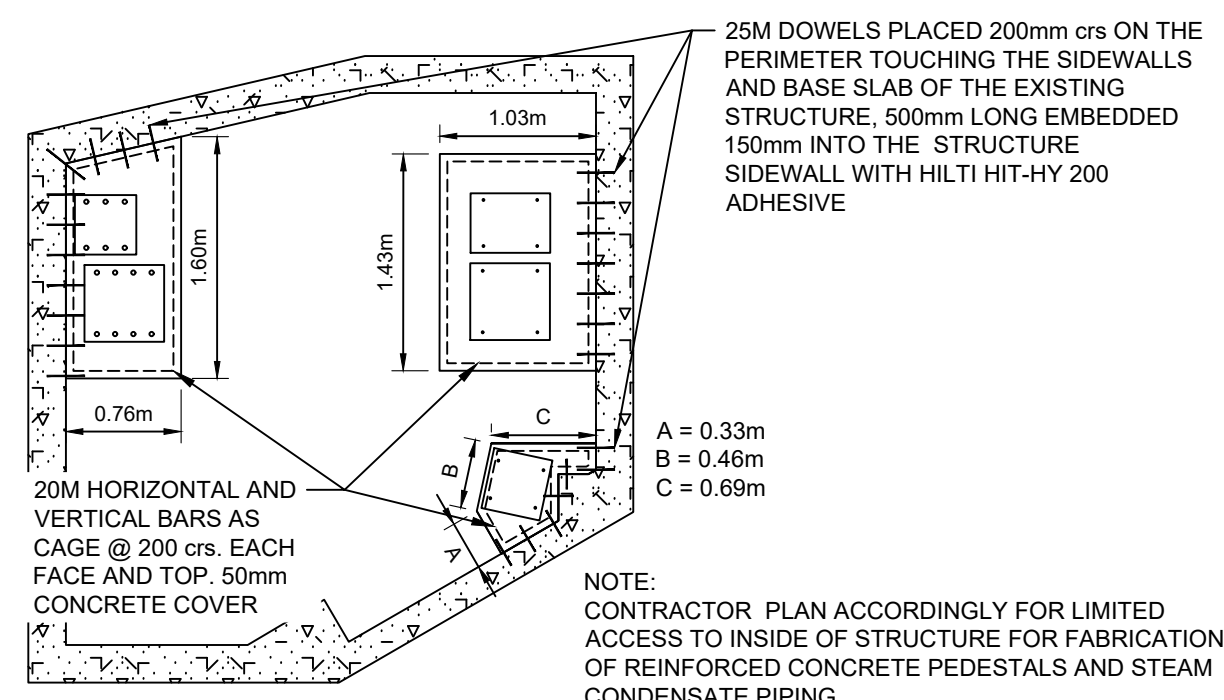 25M DOWELS PLACED 200mm crs ON THE
PERIMETER TOUCHING THE SIDEWALLS
AND BASE SLAB OF THE EXISTING
STRUCTURE, 500mm LONG EMBEDDED
150mm INTO THE STRUCTURE
SIDEWALL WITH HILTI HIT-HY 200
ADHESIVE
1.03m
1.60m
1.43m
0.76m
C
B
A
A = 0.33m
B = 0.46m
C = 0.69m
20M HORIZONTAL AND
VERTICAL BARS AS
CAGE @ 200 crs. EACH
FACE AND TOP. 50mm
CONCRETE COVER
NOTE:
CONTRACTOR PLAN ACCORDINGLY FOR LIMITED
ACCESS TO INSIDE OF STRUCTURE FOR FABRICATION
OF REINFORCED CONCRETE PEDESTALS AND STEAM
CONDENSATE PIPING